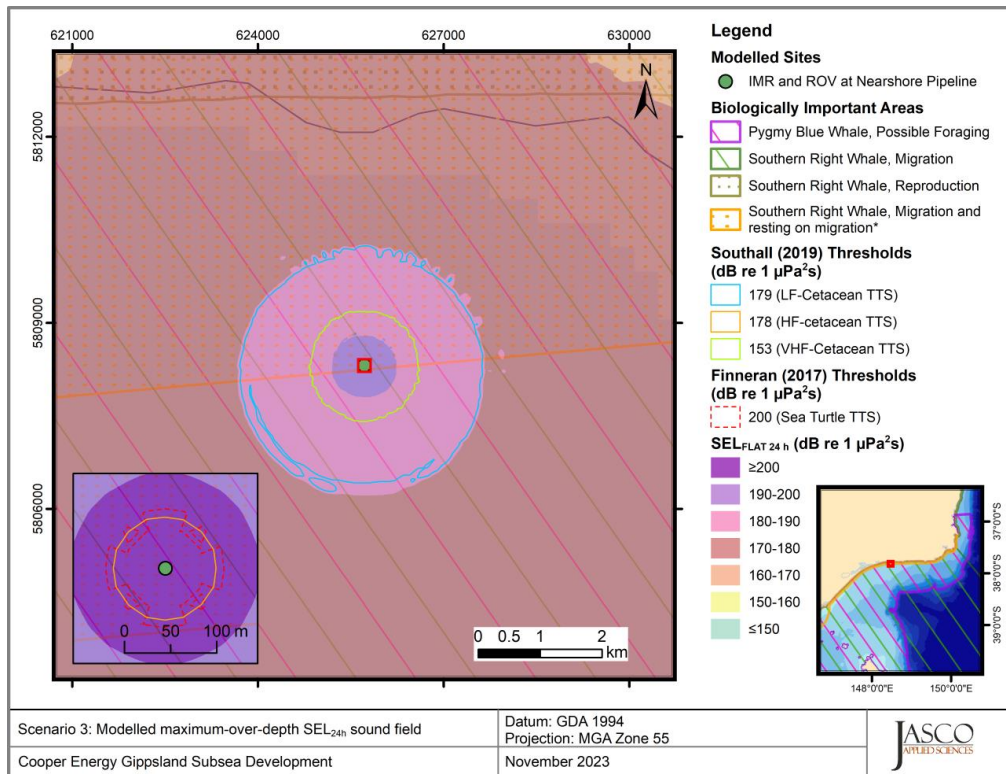 621000 624000 627000 630000
5812000
5809000
5806000
N
0 50 100 m
0 0.5 1 2
km
Legend
Modelled Sites
IMR and ROV at Nearshore Pipeline
Biologically Important Areas
Pygmy Blue Whale, Possible Foraging
Southern Right Whale, Migration
Southern Right Whale, Reproduction
Southern Right Whale, Migration and
resting on migration*
Southall (2019) Thresholds
(dB re 1 µPa²s)
179 (LF-Cetacean TTS)
178 (HF-cetacean TTS)
153 (VHF-Cetacean TTS)
Finneran (2017) Thresholds
(dB re 1 µPa²s)
200 (Sea Turtle TTS)
SEL_FLAT 24 h (dB re 1 µPa²s)
≥200
190-200
180-190
170-180
160-170
150-160
≤150
37°0'0"S
38°0'0"S
39°0'0"S
148°0'0"E 150°0'0"E
Scenario 3: Modelled maximum-over-depth SEL24h sound field
Datum: GDA 1994
Projection: MGA Zone 55
Cooper Energy Gippsland Subsea Development
November 2023
JASCO
APPLIED SCIENCES